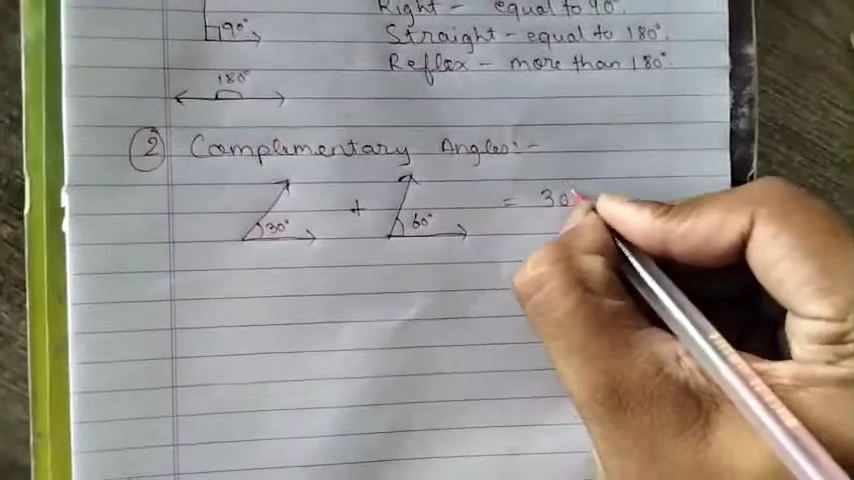 Right - equal to 90°.
90°
Straight - equal to 180°.
Reflex - more than 180°.
180°
② Complementary Angles:-
30° + 60° = 30